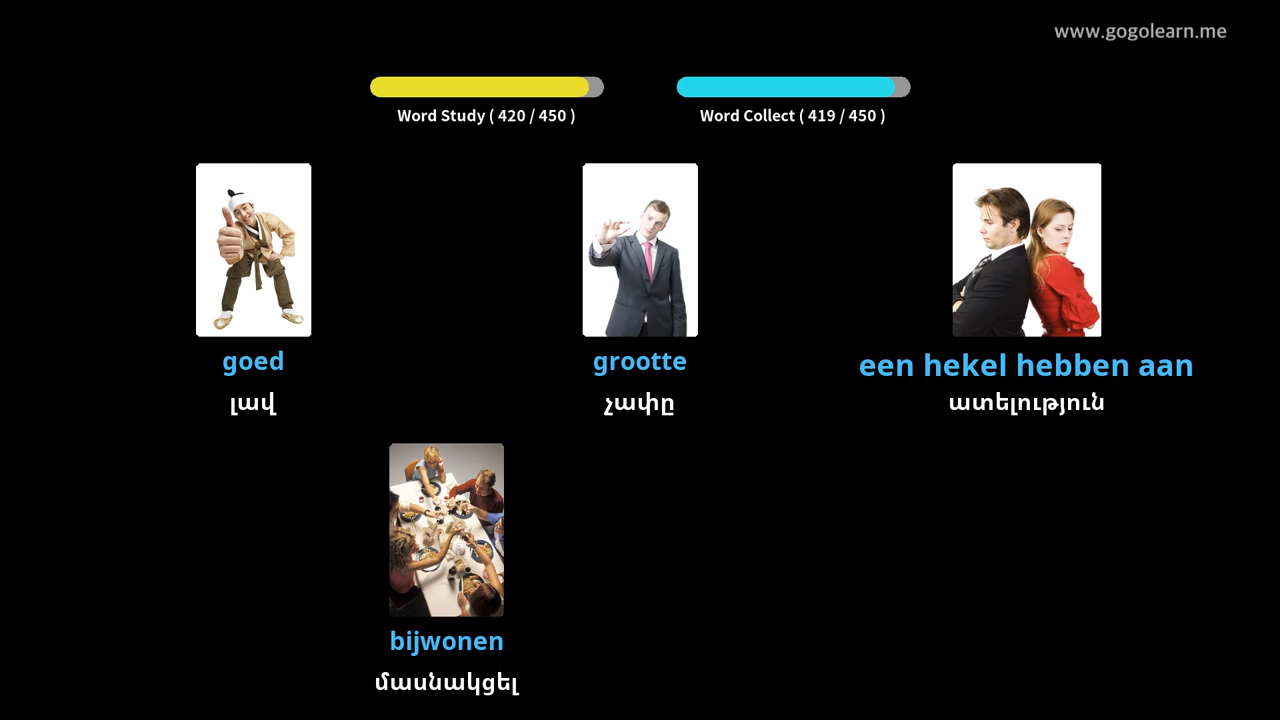 www.gogolearn.me
Word Study ( 420 / 450 )
Word Collect ( 419 / 450 )
goed
լավ
grootte
չափը
een hekel hebben aan
ատելություն
bijwonen
մասնակցել